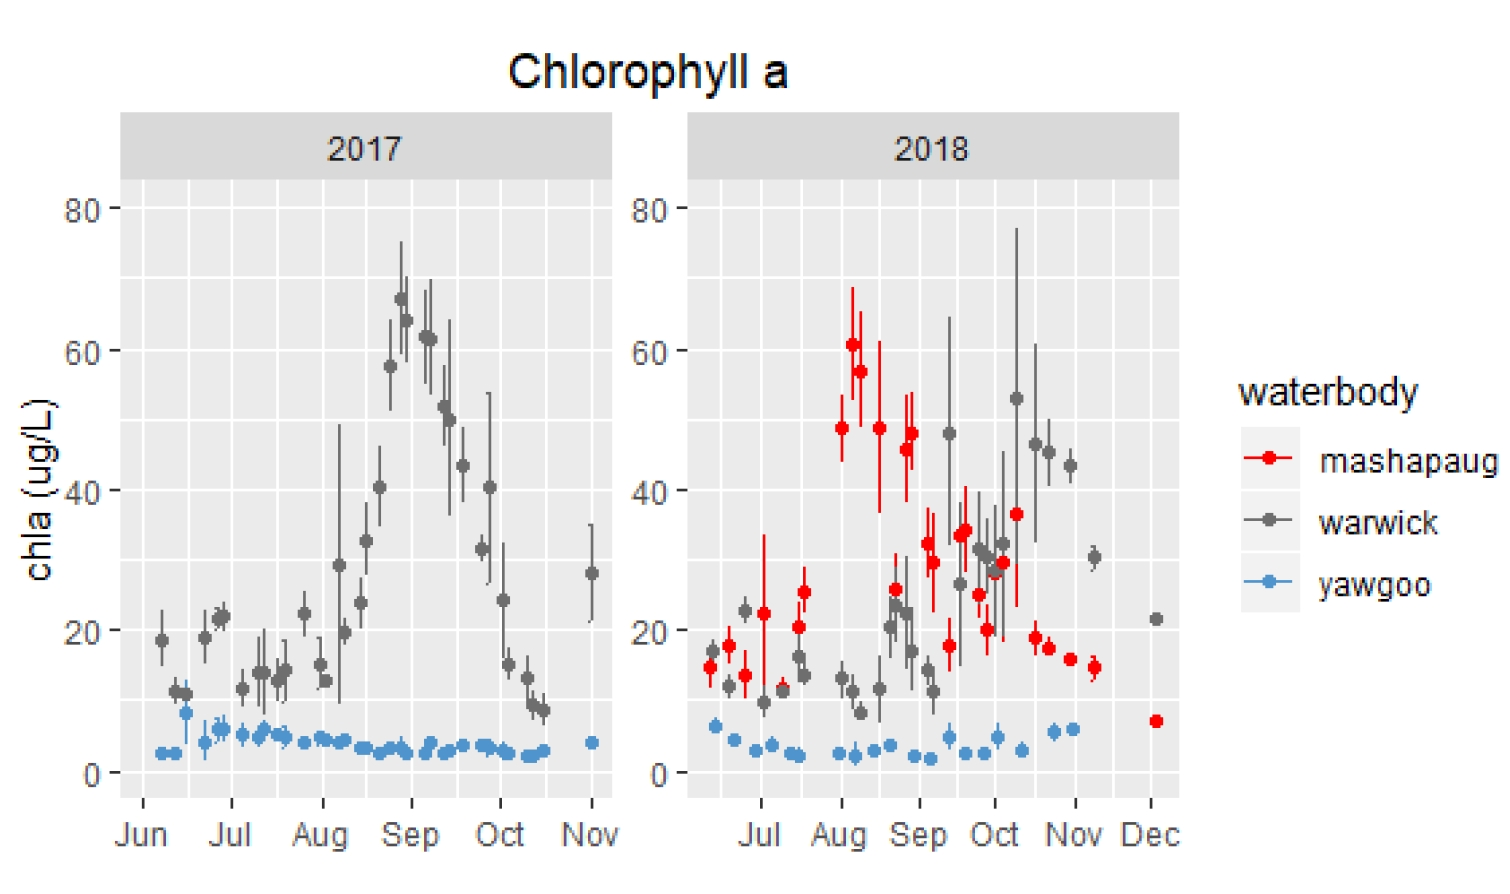 Chlorophyll a
2017
2018
80
60
40
20
0
80
60
40
20
0
chla (ug/L)
Jun Jul Aug Sep Oct Nov
Jul Aug Sep Oct Nov Dec
waterbody
mashapaug
warwick
yawgoo